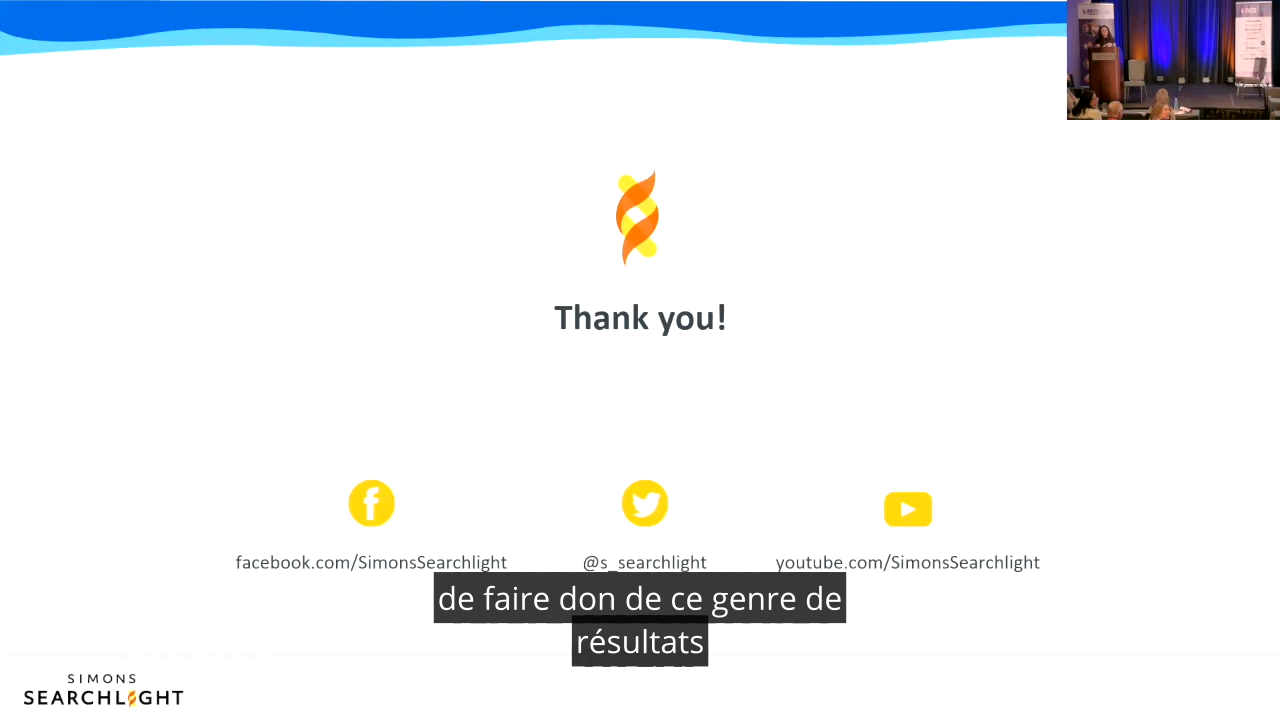 Thank you!
facebook.com/SimonsSearchlight
@s_searchlight
youtube.com/SimonsSearchlight
de faire don de ce genre de
résultats
SIMONS
SEARCHLIGHT